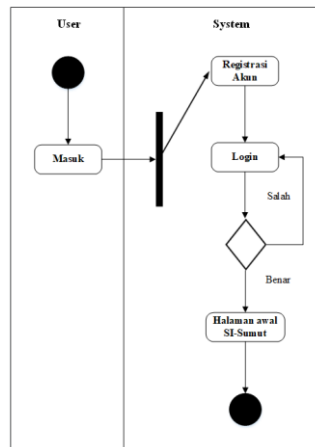 User
System
Registrasi
Akun
Masuk
Login
Salah
Benar
Halaman awal
SI-Sumut